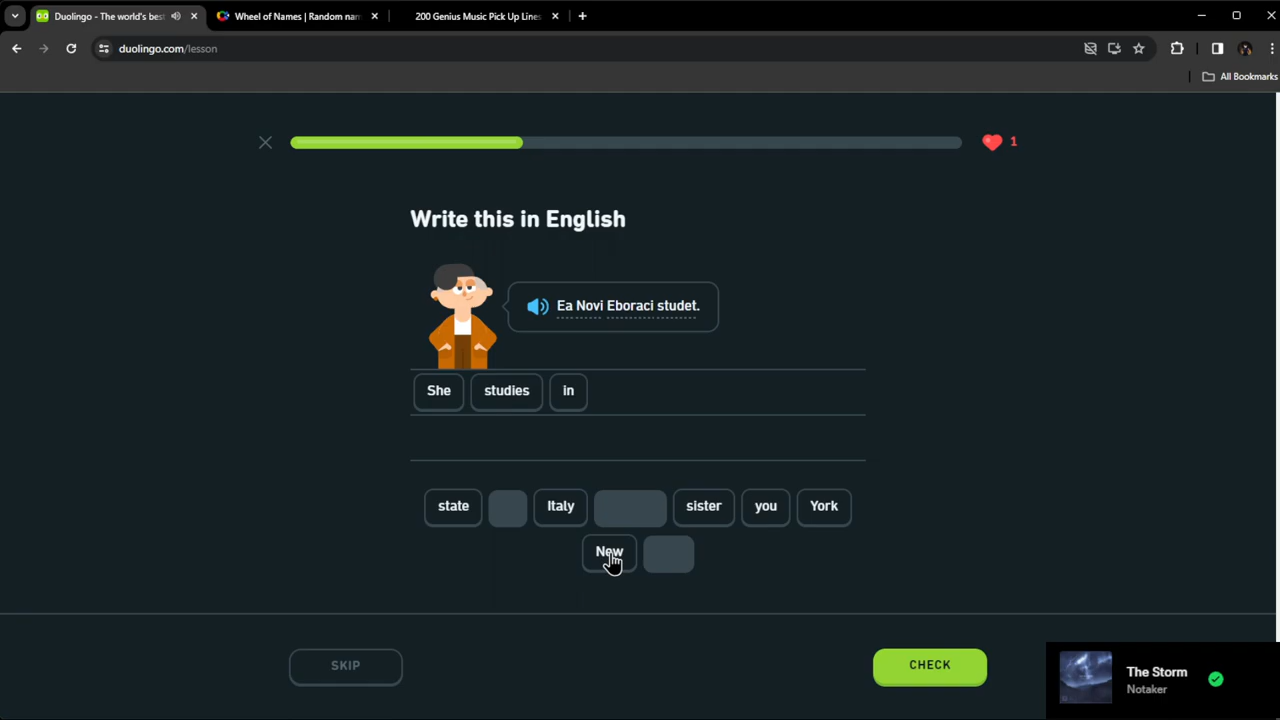 Duolingo - The world's best
Wheel of Names | Random nam
200 Genius Music Pick Up Lines
duolingo.com/lesson
All Bookmarks
1
Write this in English
Ea Novi Eboraci studet.
She studies in
state Italy sister you York
New
SKIP
CHECK
The Storm
Notaker